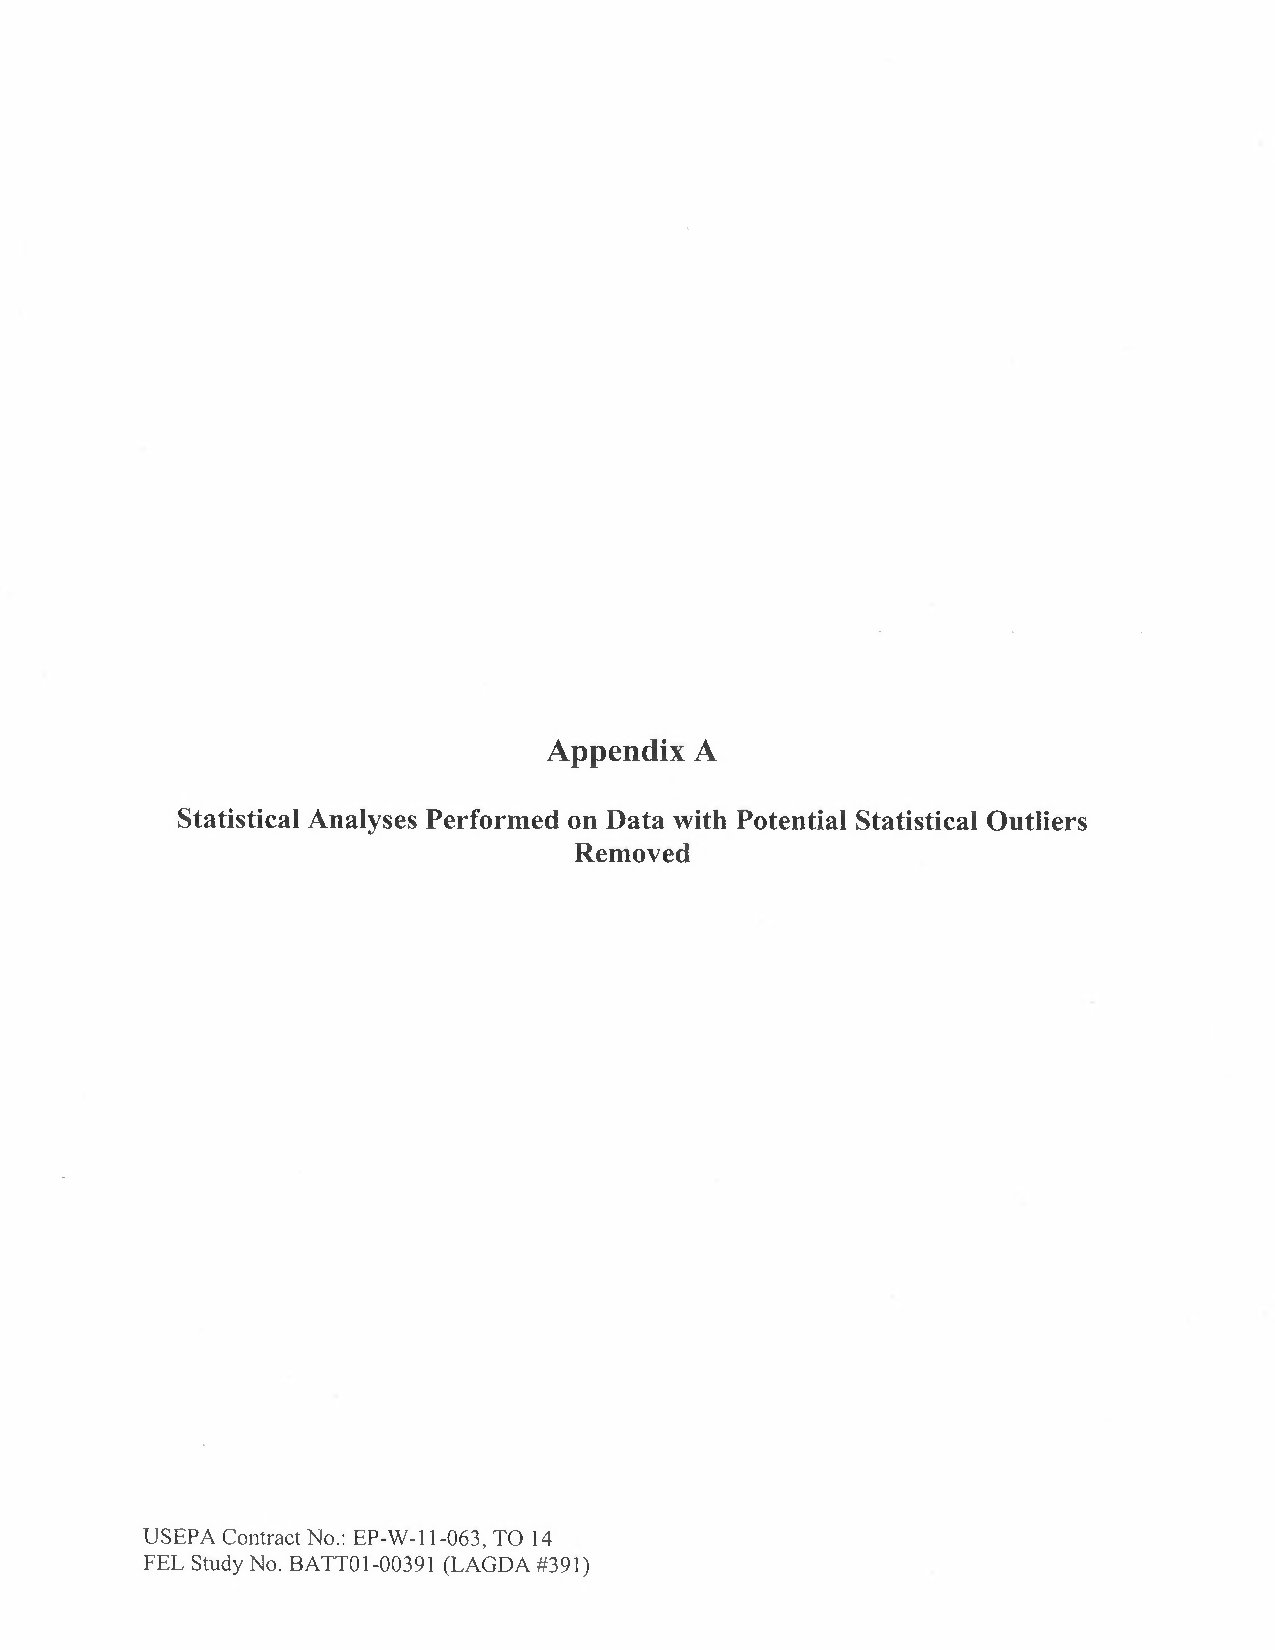 Appendix A
Statistical Analyses Performed on Data with Potential Statistical Outliers
Removed
USEPA Contract No.: EP-W-11-063, TO 14
FEL Study No. BATT01-00391 (LAGDA #391)